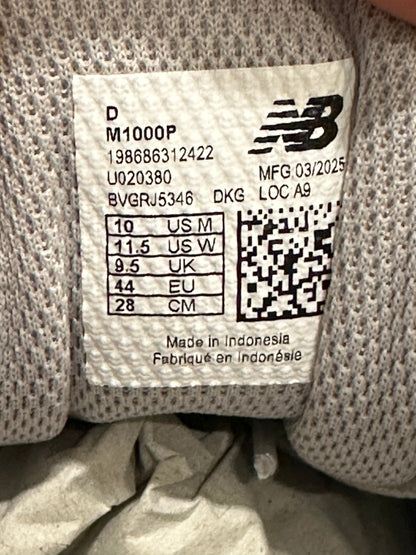 D
M1000P
198686312422
U020380
BVGRJ5346 DKG
NB
MFG 03/2025
LOC A9
10 US M
11.5 US W
9.5 UK
44 EU
28 CM
Made in Indonesia
Fabriqué en Indonésie